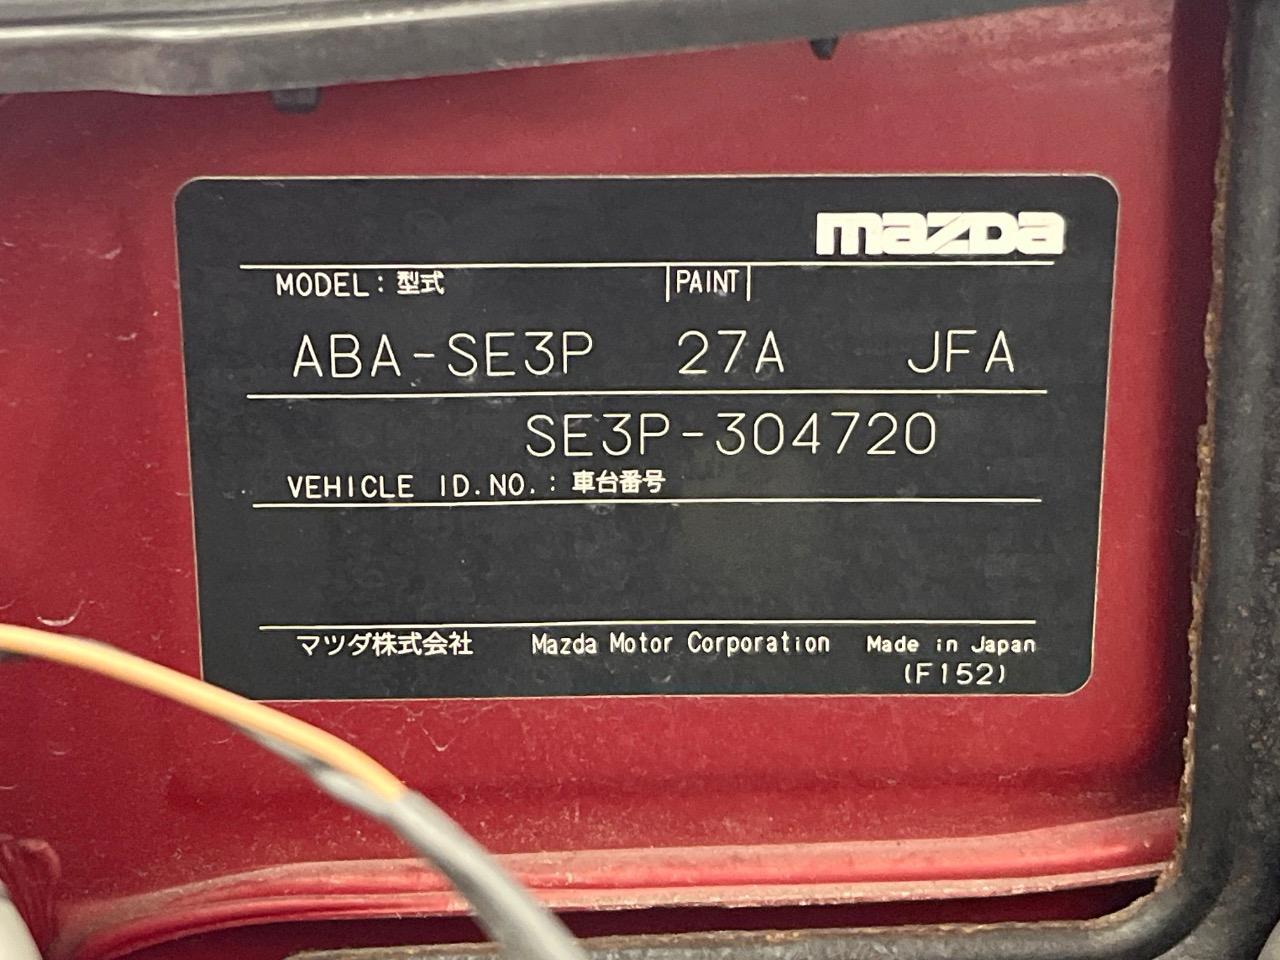 mazDa
MODEL: 型式 PAINT
ABA-SE3P 27A JFA
SE3P-304720
VEHICLE ID.NO.: 車台番号
マツダ株式会社 Mazda Motor Corporation Made in Japan
(F152)